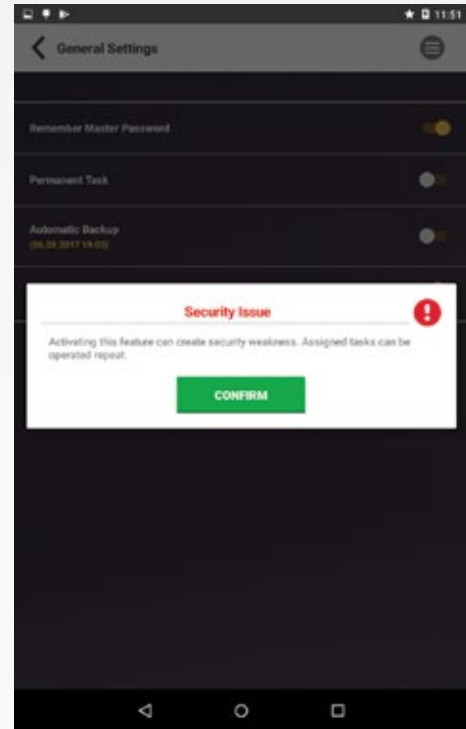 11:51
General Settings
Remember Master Password
Permanent Task
Automatic Backup
Security Issue
Activating this feature can create security weakness. Assigned tasks can be
operated repeat.
CONFIRM